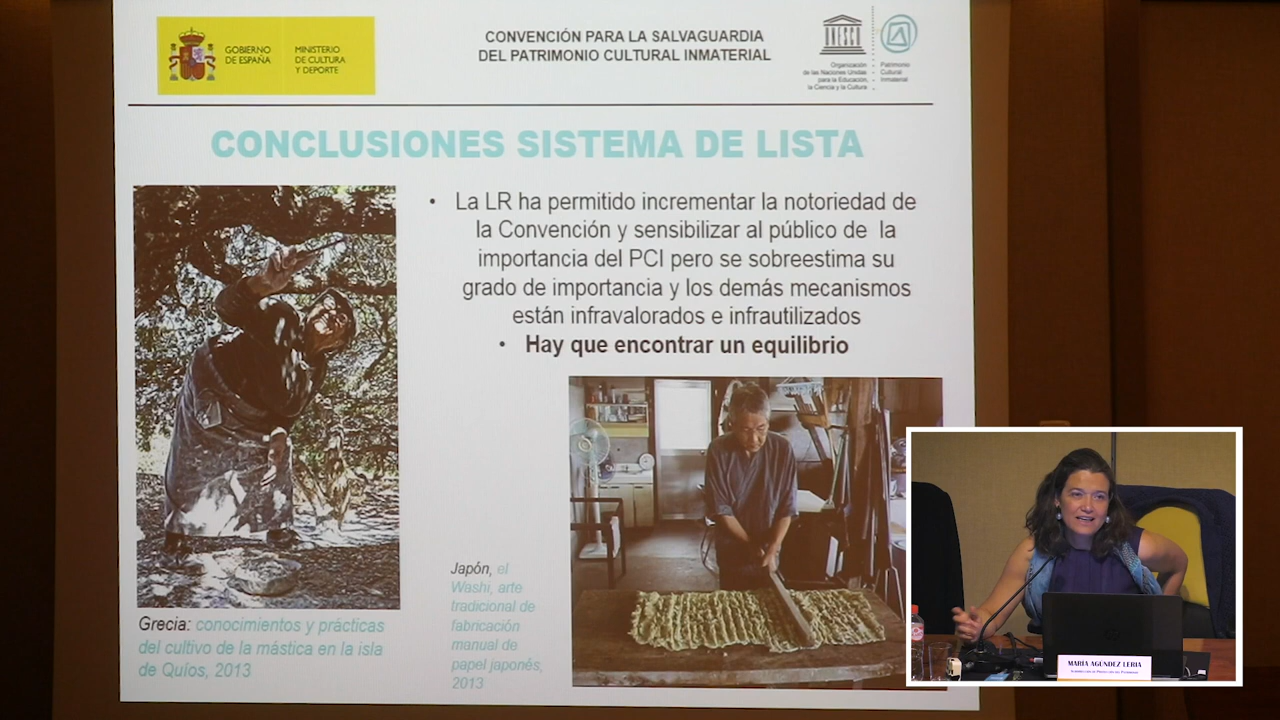 GOBIERNO
DE ESPAÑA
MINISTERIO
DE CULTURA
Y DEPORTE
CONVENCIÓN PARA LA SALVAGUARDIA
DEL PATRIMONIO CULTURAL INMATERIAL
UNESCO
Organización
de las Naciones Unidas
para la Educación,
la Ciencia y la Cultura
Patrimonio
Cultural
Inmaterial
CONCLUSIONES SISTEMA DE LISTA
• La LR ha permitido incrementar la notoriedad de
la Convención y sensibilizar al público de la
importancia del PCI pero se sobreestima su
grado de importancia y los demás mecanismos
están infravalorados e infrautilizados
• Hay que encontrar un equilibrio
Grecia: conocimientos y prácticas
del cultivo de la mástica en la isla
de Quíos, 2013
Japón, el
Washi, arte
tradicional de
fabricación
manual de
papel japonés,
2013
MARÍA AGÚNDEZ LERIA